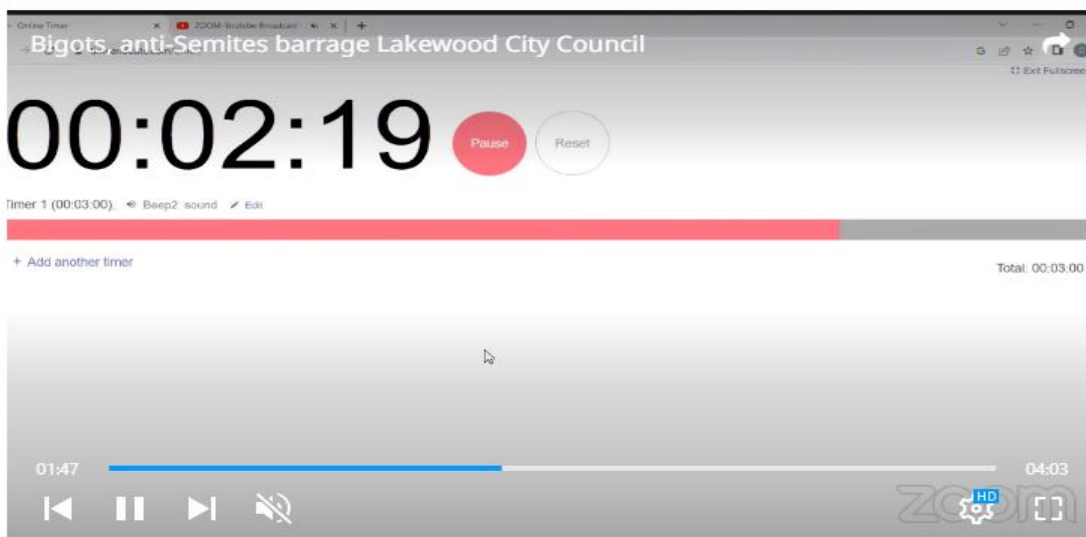 Online Timer
ZOOM-Youtube Broadcast
Bigots, anti-Semites barrage Lakewood City Council
Exit Fullscreen
00:02:19
Pause
Reset
Timer 1 (00:03:00). Beep2 sound Edit
+ Add another timer
Total: 00:03:00
01:47
04:03
HD
zoom